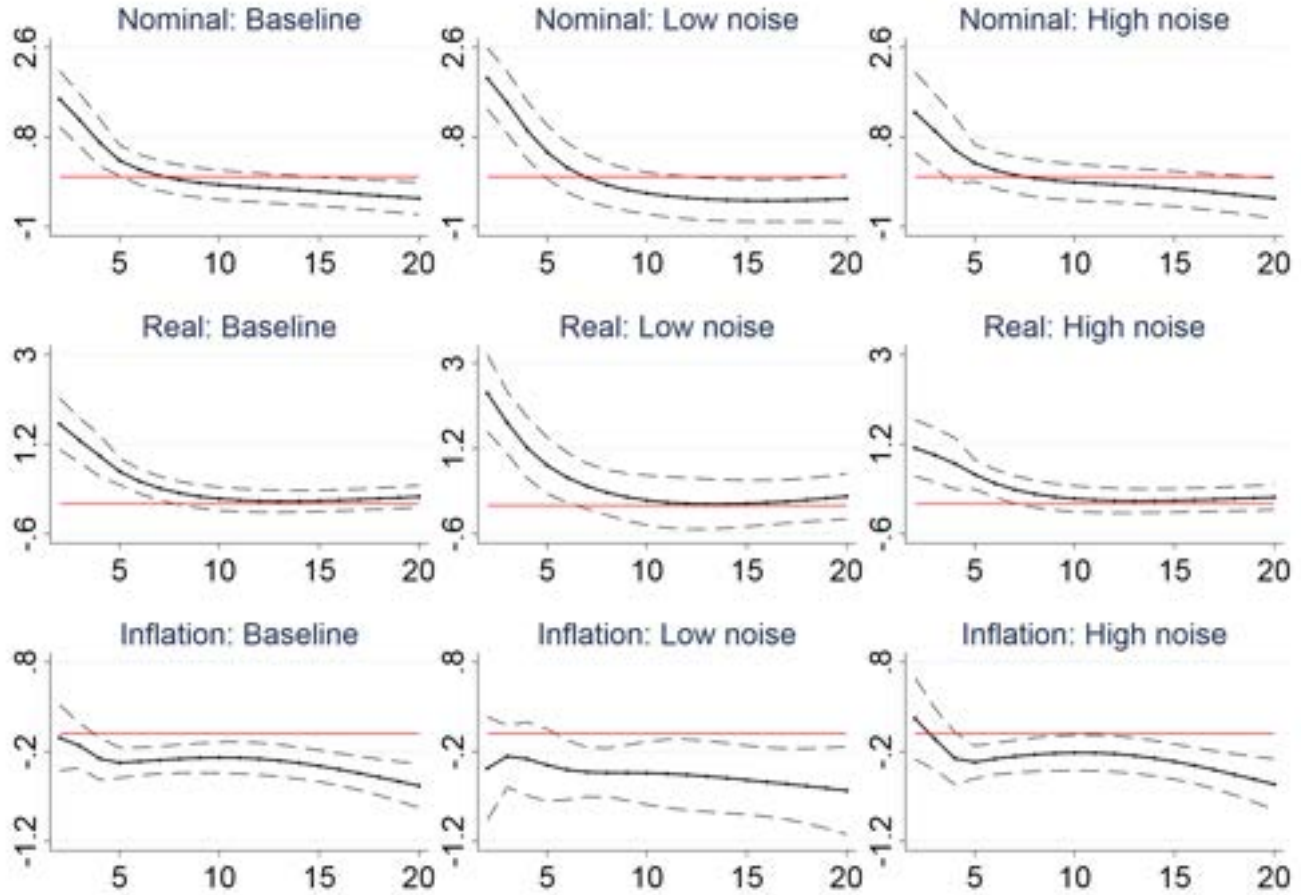 Nominal: Baseline Nominal: Low noise Nominal: High noise
2.6 2.6 2.6
.8 .8 .8
-1 -1 -1
5 10 15 20 5 10 15 20 5 10 15 20
Real: Baseline Real: Low noise Real: High noise
3 3 3
1.2 1.2 1.2
-.6 -.6 -.6
5 10 15 20 5 10 15 20 5 10 15 20
Inflation: Baseline Inflation: Low noise Inflation: High noise
.8 .8 .8
-.2 -.2 -.2
-1.2 -1.2 -1.2
5 10 15 20 5 10 15 20 5 10 15 20